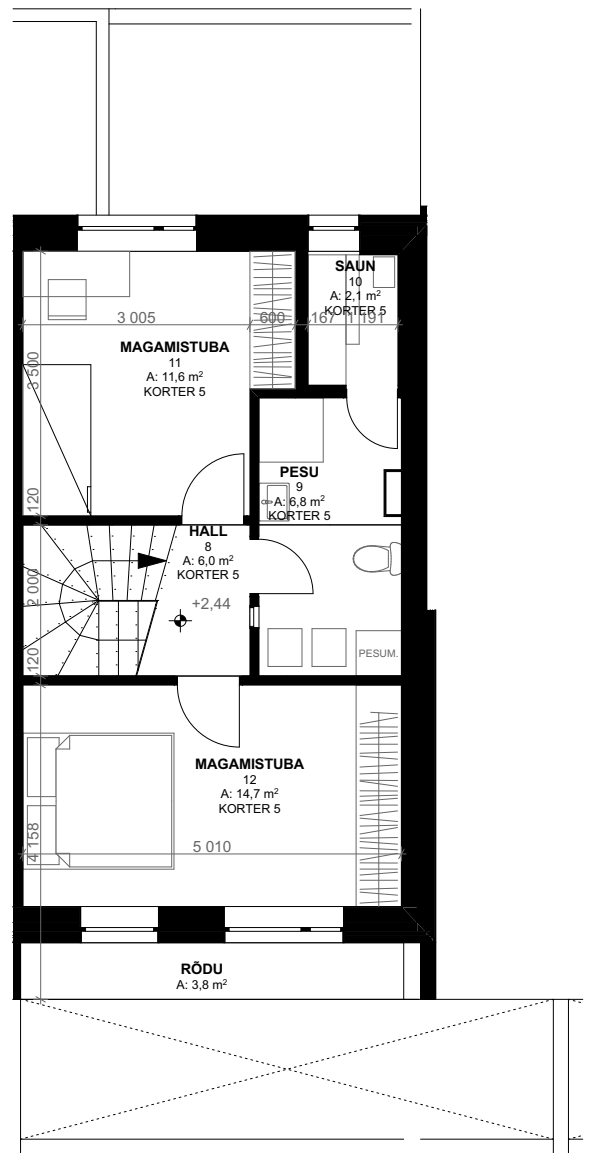 SAUN
10
A: 2,1 m²
KORTER 5
3 005
600
167
1 191
MAGAMISTUBA
11
A: 11,6 m²
KORTER 5
3 500
PESU
9
A: 6,8 m²
KORTER 5
120
HALL
8
A: 6,0 m²
KORTER 5
2 000
+2,44
120
PESUM.
MAGAMISTUBA
12
A: 14,7 m²
KORTER 5
4 158
5 010
RÕDU
A: 3,8 m²